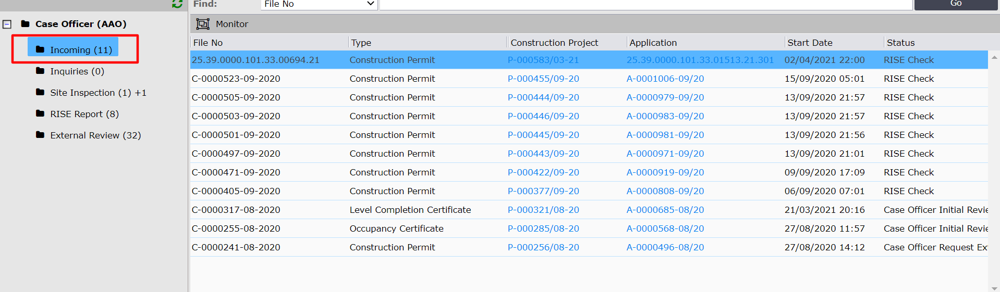 Find: File No Go
Case Officer (AAO)
Incoming (11)
Inquiries (0)
Site Inspection (1) +1
RISE Report (8)
External Review (32)
Monitor
File No Type Construction Project Application Start Date Status
25.39.0000.101.33.00694.21 Construction Permit P-000583/03-21 25.39.0000.101.33.01513.21.301 02/04/2021 22:00 RISE Check
C-0000523-09-2020 Construction Permit P-000455/09-20 A-0001006-09/20 15/09/2020 05:01 RISE Check
C-0000505-09-2020 Construction Permit P-000444/09-20 A-0000979-09/20 13/09/2020 21:57 RISE Check
C-0000503-09-2020 Construction Permit P-000446/09-20 A-0000983-09/20 13/09/2020 21:57 RISE Check
C-0000501-09-2020 Construction Permit P-000445/09-20 A-0000981-09/20 13/09/2020 21:56 RISE Check
C-0000497-09-2020 Construction Permit P-000443/09-20 A-0000971-09/20 13/09/2020 21:01 RISE Check
C-0000471-09-2020 Construction Permit P-000422/09-20 A-0000919-09/20 09/09/2020 17:09 RISE Check
C-0000405-09-2020 Construction Permit P-000377/09-20 A-0000808-09/20 06/09/2020 07:01 RISE Check
C-0000317-08-2020 Level Completion Certificate P-000321/08-20 A-0000685-08/20 21/03/2021 20:16 Case Officer Initial Revie
C-0000255-08-2020 Occupancy Certificate P-000285/08-20 A-0000568-08/20 27/08/2020 11:57 Case Officer Initial Revie
C-0000241-08-2020 Construction Permit P-000256/08-20 A-0000496-08/20 27/08/2020 14:12 Case Officer Request Ex